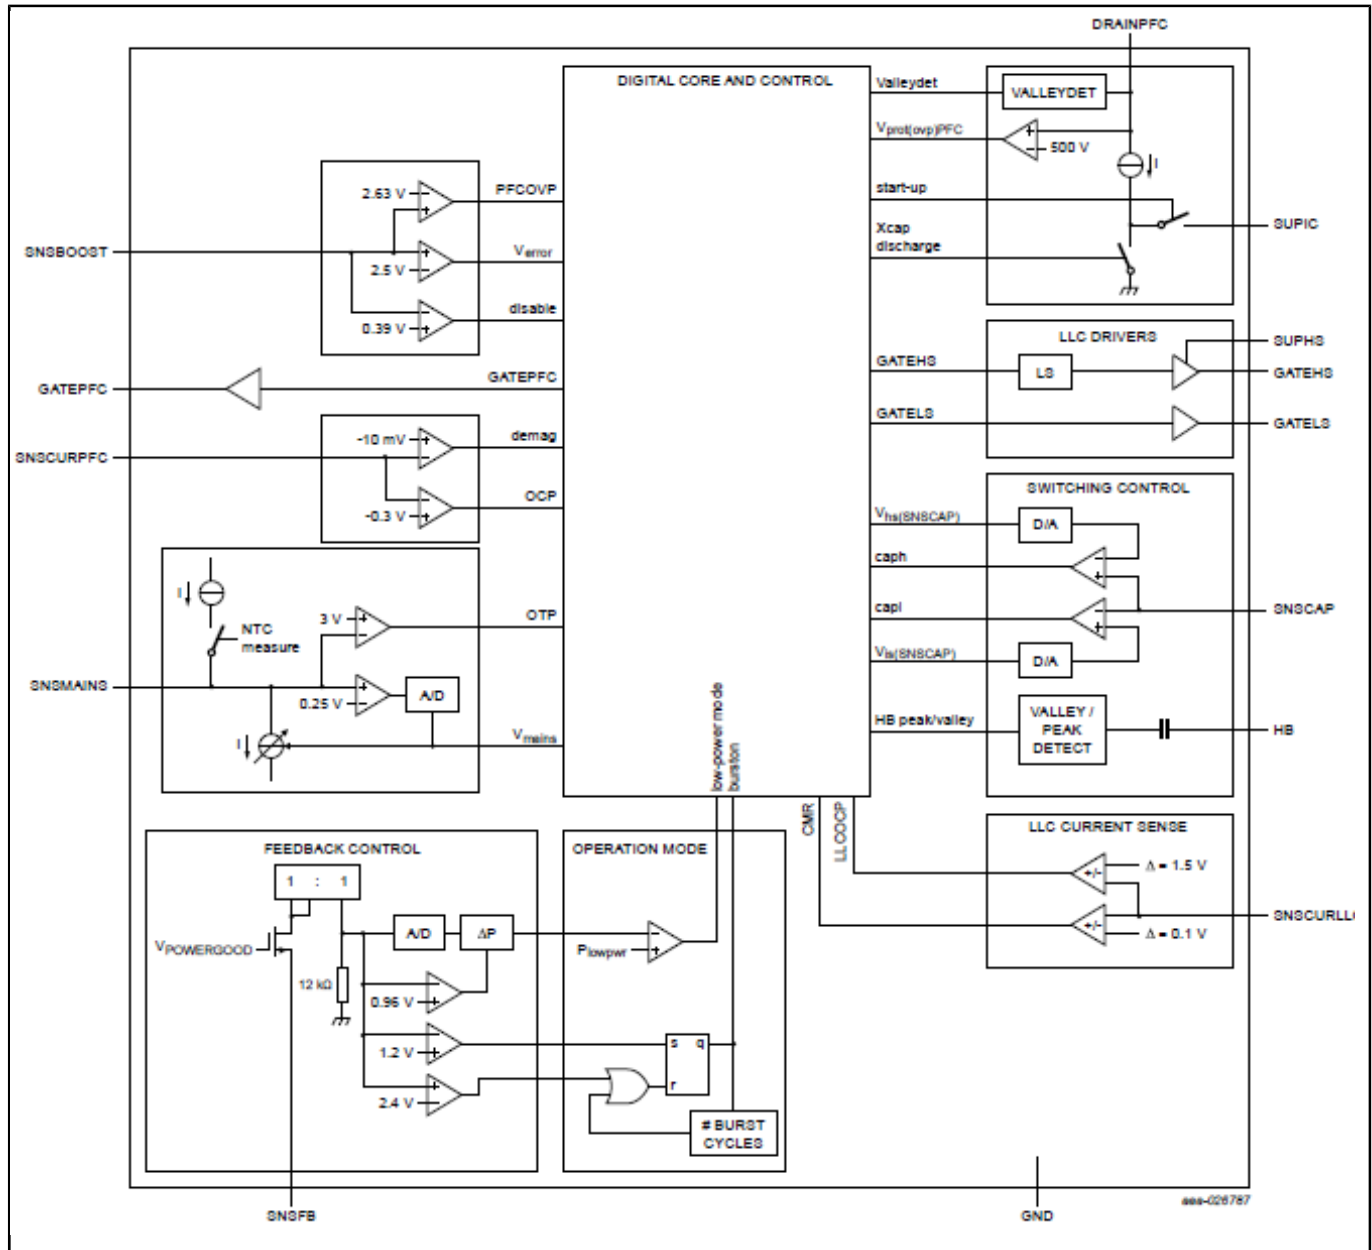 DRAINPFC
DIGITAL CORE AND CONTROL
Valleydet
VALLEYDET
Vprot(ovp)PFC
500 V
I
start-up
SUPIC
Xcap
discharge
2.63 V
PFCOVP
SNSBOOST
Verror
2.5 V
disable
0.39 V
LLC DRIVERS
SUPHS
GATEHS
LS
GATEHS
GATEPFC
GATEPFC
GATELS
GATELS
-10 mV
demag
SNSCURPFC
OCP
-0.3 V
SWITCHING CONTROL
Vhs(SNSCAP)
D/A
caph
capl
SNSCAP
Vls(SNSCAP)
D/A
I
3 V
OTP
NTC
measure
SNSMAINS
0.25 V
A/D
I
Vmains
HB peak/valley
VALLEY /
PEAK
DETECT
HB
low-power mode
burston
CMR
LLCOCP
LLC CURRENT SENSE
Δ = 1.5 V
+/-
SNSCURLL
+/-
Δ = 0.1 V
FEEDBACK CONTROL
1 : 1
VPOWERGOOD
A/D
ΔP
12 kΩ
0.96 V
1.2 V
2.4 V
OPERATION MODE
Plowpwr
s q
r
# BURST
CYCLES
aaa-026787
SNSFB
GND